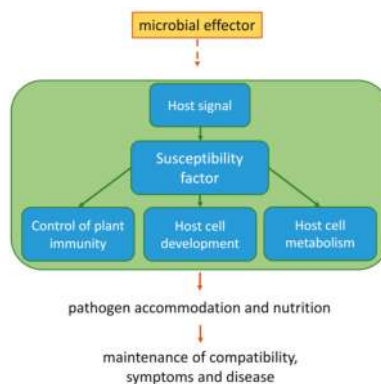 microbial effector
Host signal
Susceptibility
factor
Control of plant
immunity
Host cell
development
Host cell
metabolism
pathogen accommodation and nutrition
maintenance of compatibility,
symptoms and disease